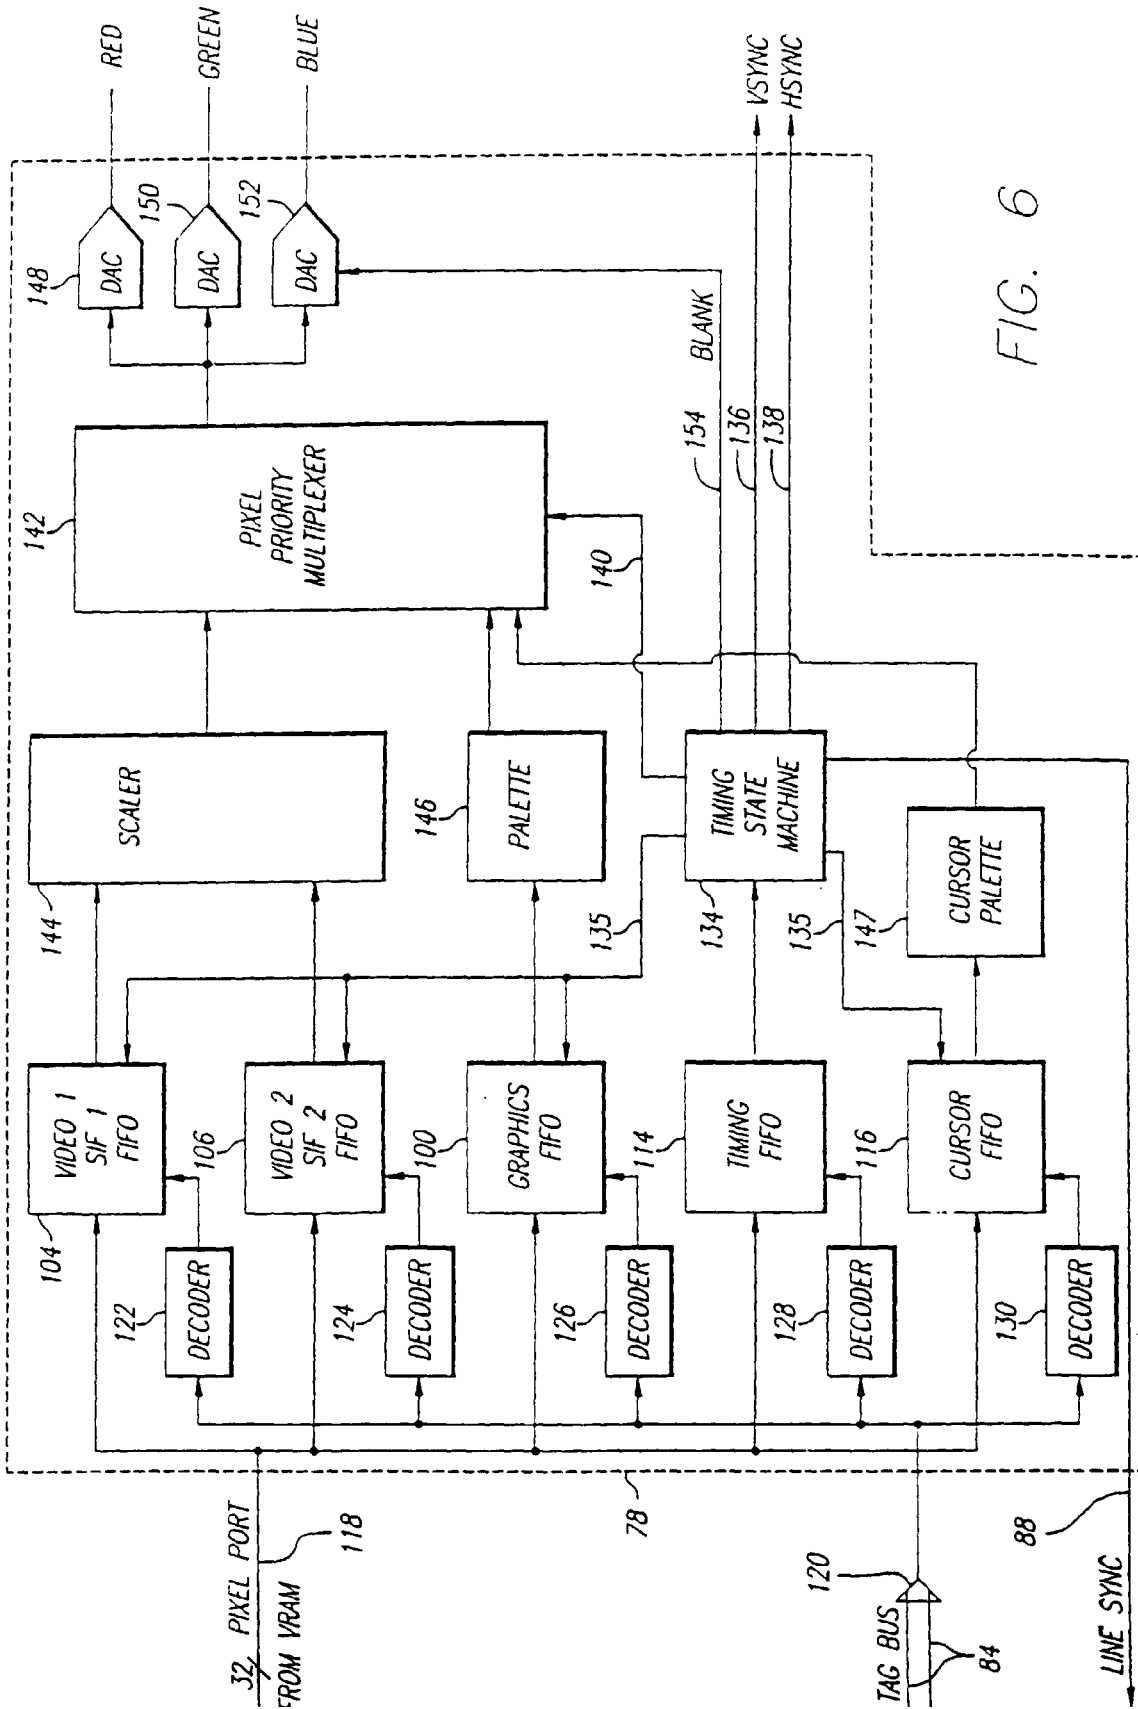 RED
GREEN
BLUE
148
DAC
150
DAC
152
DAC
142
PIXEL
PRIORITY
MULTIPLEXER
BLANK
VSYNC
HSYNC
154
136
138
140
144
SCALER
146
PALETTE
134
TIMING
STATE
MACHINE
135
135
147
CURSOR
PALETTE
104
VIDEO 1
SIF 1
FIFO
106
VIDEO 2
SIF 2
FIFO
100
GRAPHICS
FIFO
114
TIMING
FIFO
116
CURSOR
FIFO
122
DECODER
124
DECODER
126
DECODER
128
DECODER
130
DECODER
32 PIXEL PORT
FROM VRAM
118
78
120
TAG BUS
84
88
LINE SYNC
FIG. 6